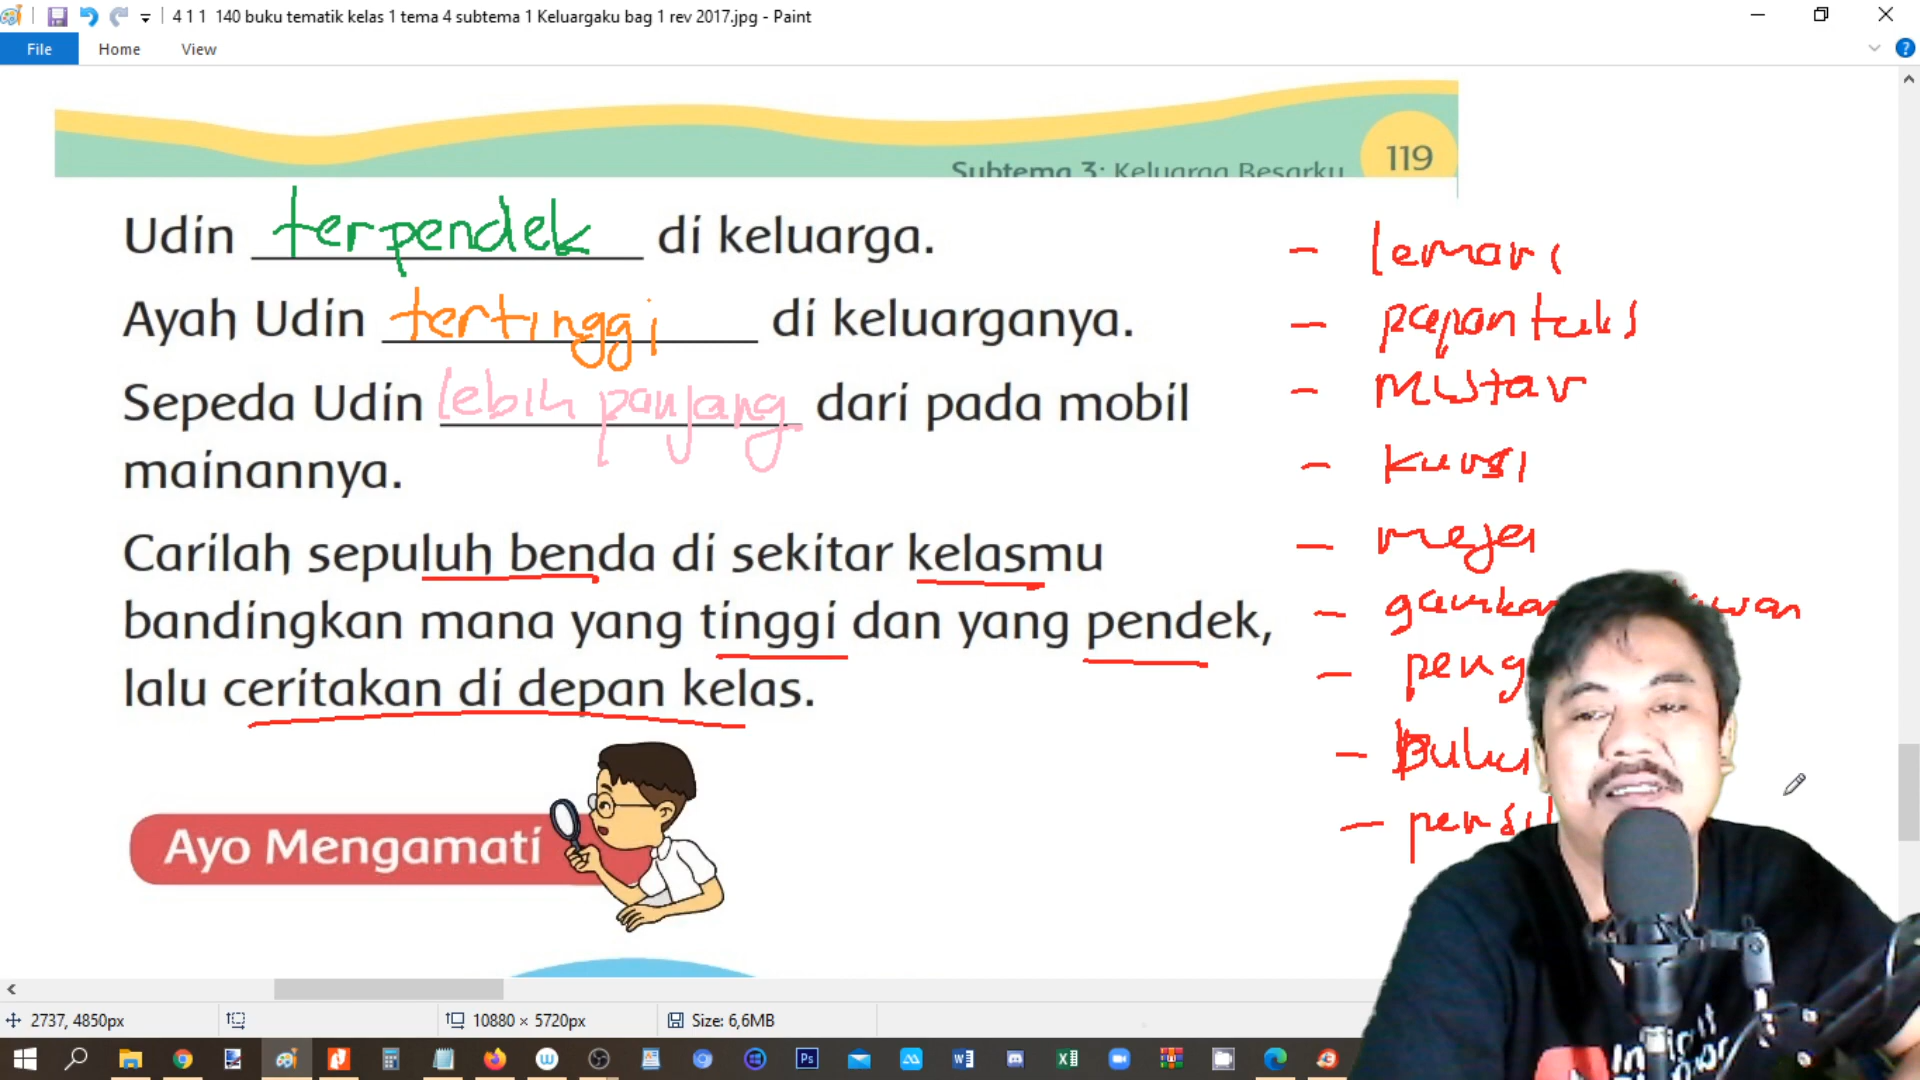 4 1 1 140 buku tematik kelas 1 tema 4 subtema 1 Keluargaku bag 1 rev 2017.jpg - Paint
File Home View
Subtema 3: Keluarga Besarku 119
Udin terpendek di keluarga.
Ayah Udin tertinggi di keluarganya.
Sepeda Udin lebih panjang dari pada mobil
mainannya.
Carilah sepuluh benda di sekitar kelasmu
bandingkan mana yang tinggi dan yang pendek,
lalu ceritakan di depan kelas.
Ayo Mengamati
- lemari
- papan tulis
- Mistar
- kursi
- meja
- peng
- Buku
- pensil
2737, 4850px
10880 × 5720px
Size: 6,6MB